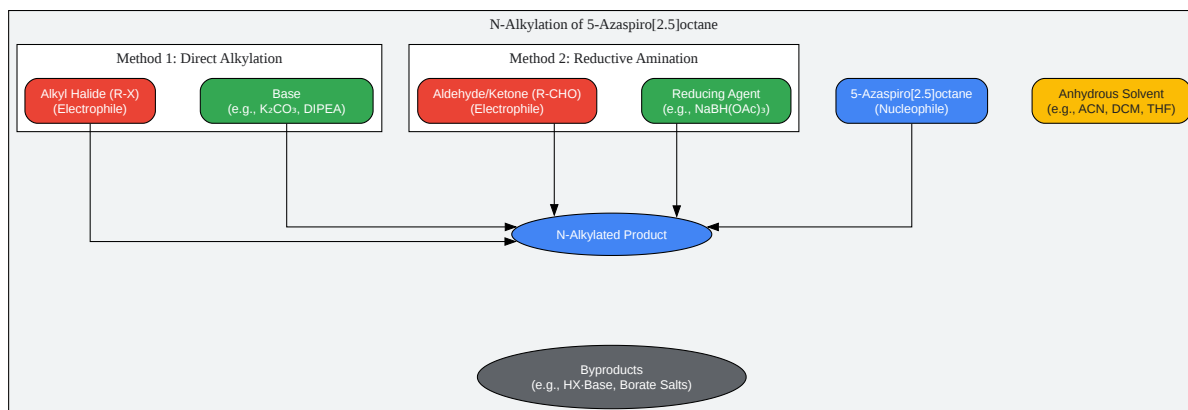 N-Alkylation of 5-Azaspiro[2.5]octane
Method 1: Direct Alkylation
Alkyl Halide (R-X)
(Electrophile)
Base
(e.g., K₂CO₃, DIPEA)
Method 2: Reductive Amination
Aldehyde/Ketone (R-CHO)
(Electrophile)
Reducing Agent
(e.g., NaBH(OAc)₃)
5-Azaspiro[2.5]octane
(Nucleophile)
Anhydrous Solvent
(e.g., ACN, DCM, THF)
N-Alkylated Product
Byproducts
(e.g., HX·Base, Borate Salts)